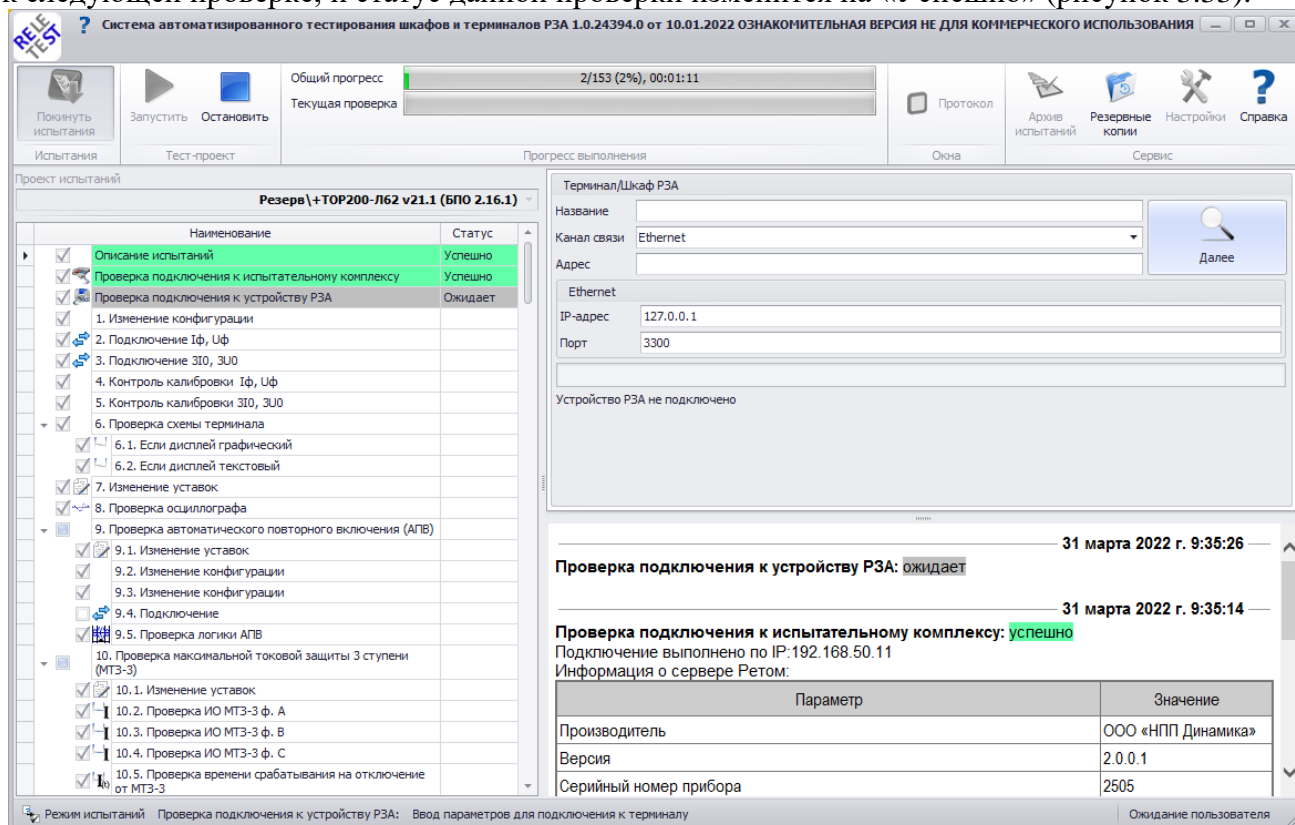 к следующей проверке, и статус данной проверки изменится на «Успешно» (рисунок 3.33).
RELE TEST
? Система автоматизированного тестирования шкафов и терминалов РЗА 1.0.24394.0 от 10.01.2022 ОЗНАКОМИТЕЛЬНАЯ ВЕРСИЯ НЕ ДЛЯ КОММЕРЧЕСКОГО ИСПОЛЬЗОВАНИЯ
Покинуть испытания
Запустить
Остановить
Общий прогресс 2/153 (2%), 00:01:11
Текущая проверка
Протокол
Архив испытаний
Резервные копии
Настройки
Справка
Испытания
Тест-проект
Прогресс выполнения
Окна
Сервис
Проект испытаний
Резерв\+ТОР200-Л62 v21.1 (БПО 2.16.1)
Наименование Статус
Описание испытаний Успешно
Проверка подключения к испытательному комплексу Успешно
Проверка подключения к устройству РЗА Ожидает
1. Изменение конфигурации
2. Подключение Iф, Uф
3. Подключение 3I0, 3U0
4. Контроль калибровки Iф, Uф
5. Контроль калибровки 3I0, 3U0
6. Проверка схемы терминала
6.1. Если дисплей графический
6.2. Если дисплей текстовый
7. Изменение уставок
8. Проверка осциллографа
9. Проверка автоматического повторного включения (АПВ)
9.1. Изменение уставок
9.2. Изменение конфигурации
9.3. Изменение конфигурации
9.4. Подключение
9.5. Проверка логики АПВ
10. Проверка максимальной токовой защиты 3 ступени
(МТЗ-3)
10.1. Изменение уставок
10.2. Проверка ИО МТЗ-3 ф. А
10.3. Проверка ИО МТЗ-3 ф. В
10.4. Проверка ИО МТЗ-3 ф. С
10.5. Проверка времени срабатывания на отключение
от МТЗ-3
Терминал/Шкаф РЗА
Название
Канал связи Ethernet
Адрес
Далее
Ethernet
IP-адрес 127.0.0.1
Порт 3300
Устройство РЗА не подключено
31 марта 2022 г. 9:35:26
Проверка подключения к устройству РЗА: ожидает
31 марта 2022 г. 9:35:14
Проверка подключения к испытательному комплексу: успешно
Подключение выполнено по IP:192.168.50.11
Информация о сервере Ретом:
Параметр Значение
Производитель ООО «НПП Динамика»
Версия 2.0.0.1
Серийный номер прибора 2505
Режим испытаний Проверка подключения к устройству РЗА: Ввод параметров для подключения к терминалу Ожидание пользователя